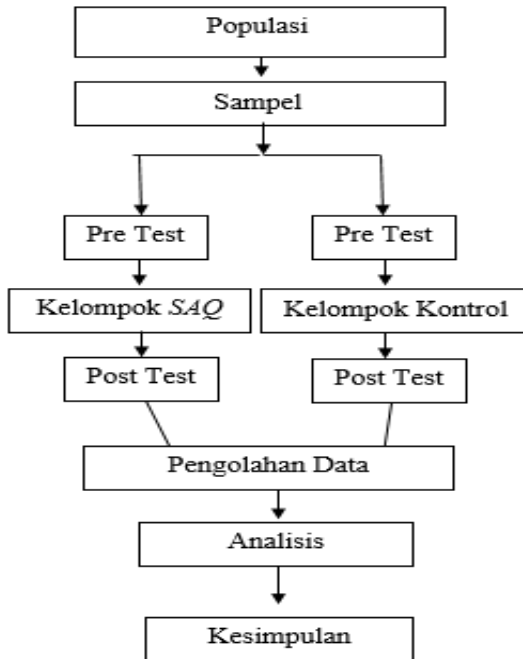 Populasi
Sampel
Pre Test
Pre Test
Kelompok SAQ
Kelompok Kontrol
Post Test
Post Test
Pengolahan Data
Analisis
Kesimpulan